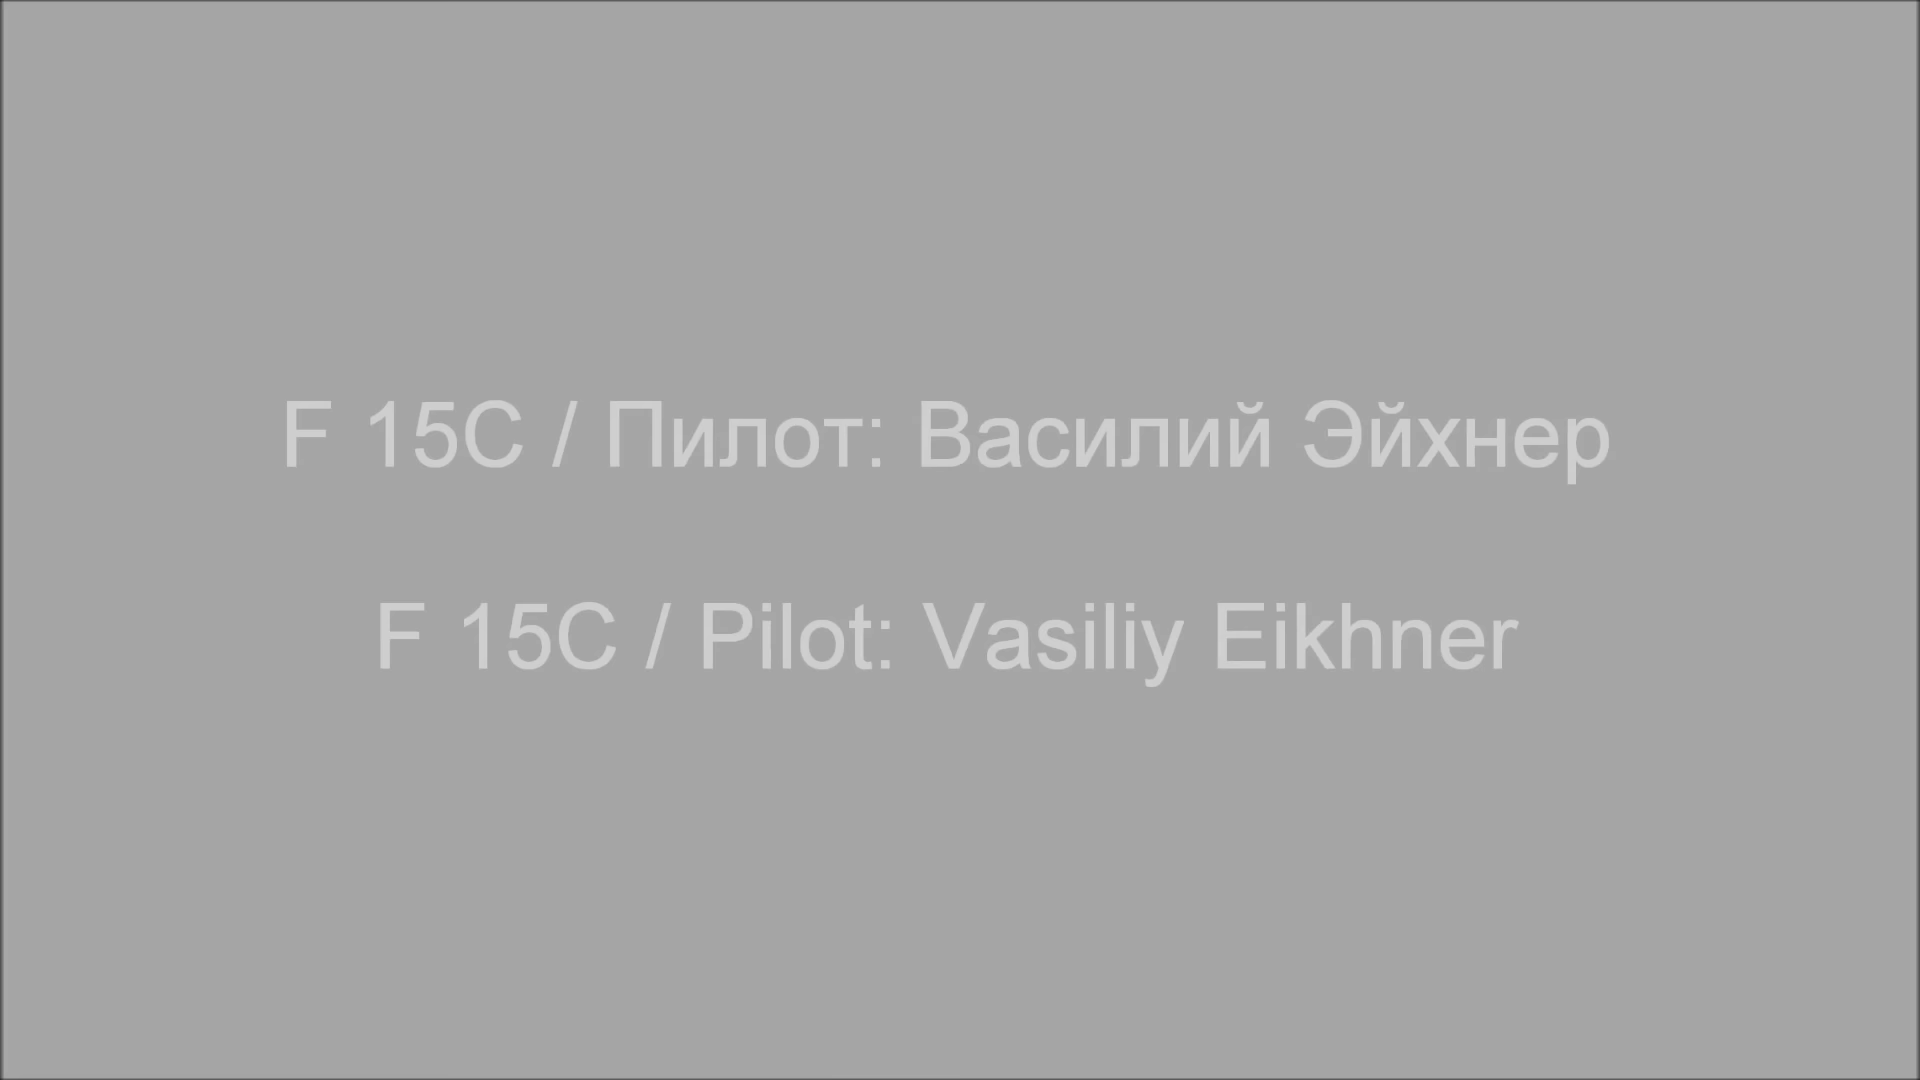 F 15C / Пилот: Василий Эйхнер
F 15C / Pilot: Vasiliy Eikhner